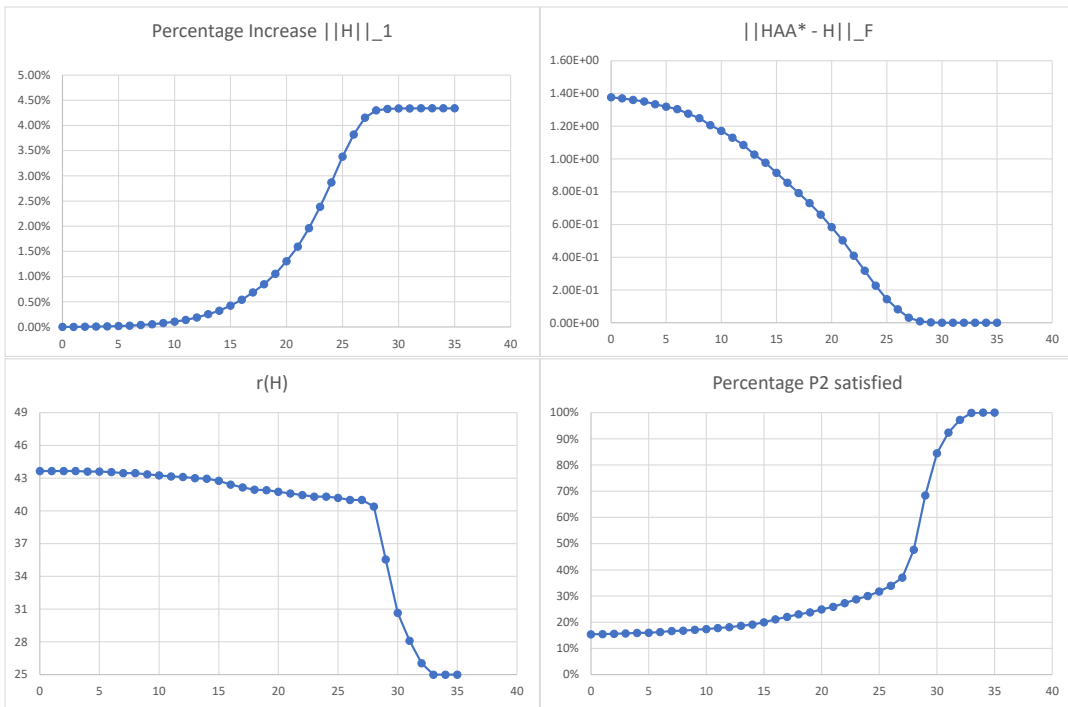 Percentage Increase ||H||_1
5.00%
4.50%
4.00%
3.50%
3.00%
2.50%
2.00%
1.50%
1.00%
0.50%
0.00%
0 5 10 15 20 25 30 35 40
||HAA* - H||_F
1.60E+00
1.40E+00
1.20E+00
1.00E+00
8.00E-01
6.00E-01
4.00E-01
2.00E-01
0.00E+00
0 5 10 15 20 25 30 35 40
r(H)
49
46
43
40
37
34
31
28
25
0 5 10 15 20 25 30 35 40
Percentage P2 satisfied
100%
90%
80%
70%
60%
50%
40%
30%
20%
10%
0%
0 5 10 15 20 25 30 35 40